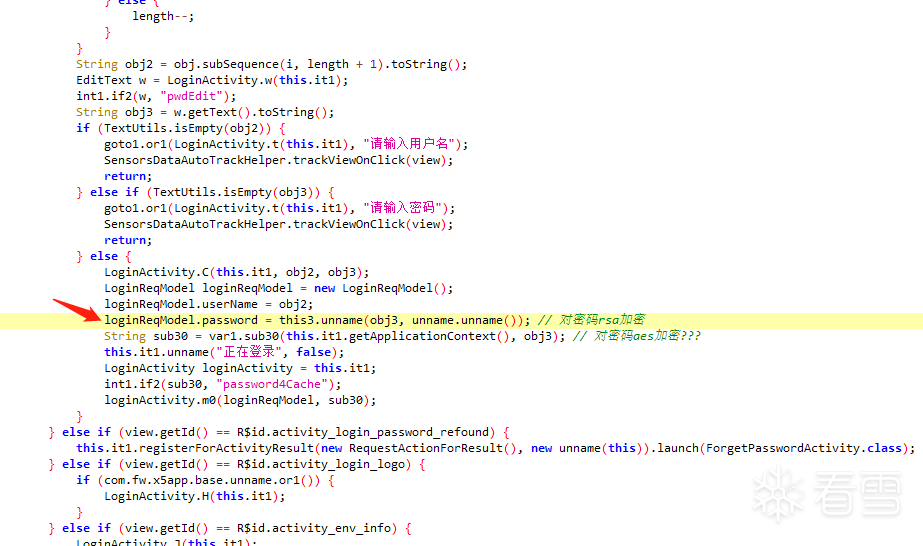 } else {
length--;
}
}
String obj2 = obj.subSequence(i, length + 1).toString();
EditText w = LoginActivity.w(this.it1);
int1.if2(w, "pwdEdit");
String obj3 = w.getText().toString();
if (TextUtils.isEmpty(obj2)) {
goto1.or1(LoginActivity.t(this.it1), "请输入用户名");
SensorsDataAutoTrackHelper.trackViewOnClick(view);
return;
} else if (TextUtils.isEmpty(obj3)) {
goto1.or1(LoginActivity.t(this.it1), "请输入密码");
SensorsDataAutoTrackHelper.trackViewOnClick(view);
return;
} else {
LoginActivity.C(this.it1, obj2, obj3);
LoginReqModel loginReqModel = new LoginReqModel();
loginReqModel.userName = obj2;
loginReqModel.password = this3.unname(obj3, unname.unname()); // 对密码rsa加密
String sub30 = var1.sub30(this.it1.getApplicationContext(), obj3); // 对密码aes加密???
this.it1.unname("正在登录", false);
LoginActivity loginActivity = this.it1;
int1.if2(sub30, "password4Cache");
loginActivity.m0(loginReqModel, sub30);
}
} else if (view.getId() == R$id.activity_login_password_refound) {
this.it1.registerForActivityResult(new RequestActionForResult(), new unname(this)).launch(ForgetPasswordActivity.class);
} else if (view.getId() == R$id.activity_login_logo) {
if (com.fw.x5app.base.unname.or1()) {
LoginActivity.H(this.it1);
}
} else if (view.getId() == R$id.activity_env_info) {
LoginActivity.J(this.it1);
看雪